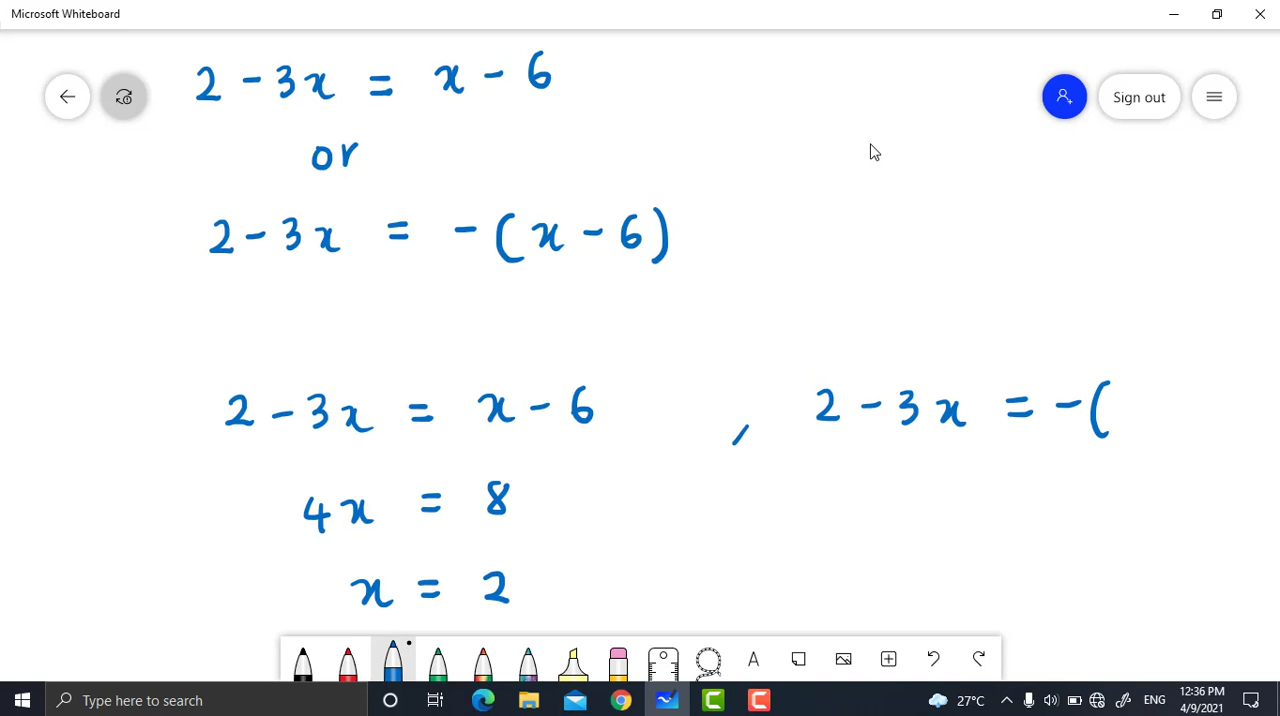 Microsoft Whiteboard
2 - 3x = x - 6
Sign out
or
2 - 3x = -(x - 6)
2 - 3x = x - 6 , 2 - 3x = -(
4x = 8
x = 2
A
Type here to search
27°C
ENG
12:36 PM
4/9/2021